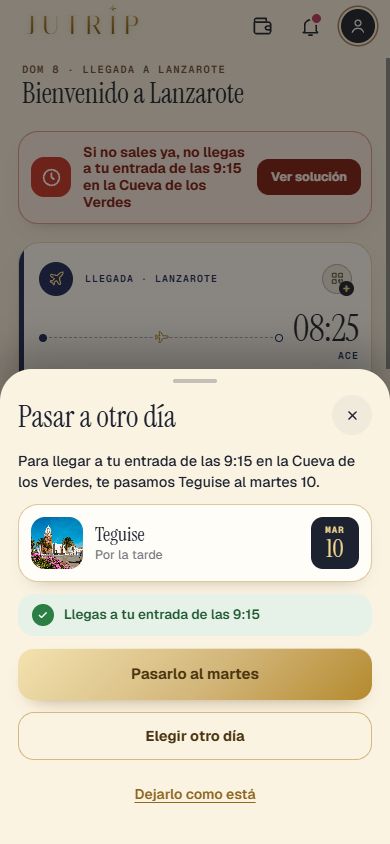 JUTRIP
DOM 8 · LLEGADA A LANZAROTE
Bienvenido a Lanzarote
Si no sales ya, no llegas
a tu entrada de las 9:15
en la Cueva de los
Verdes
Ver solución
LLEGADA · LANZAROTE
08:25
ACE
Pasar a otro día
×
Para llegar a tu entrada de las 9:15 en la Cueva de
los Verdes, te pasamos Teguise al martes 10.
Teguise
Por la tarde
MAR
10
Llegas a tu entrada de las 9:15
Pasarlo al martes
Elegir otro día
Dejarlo como está